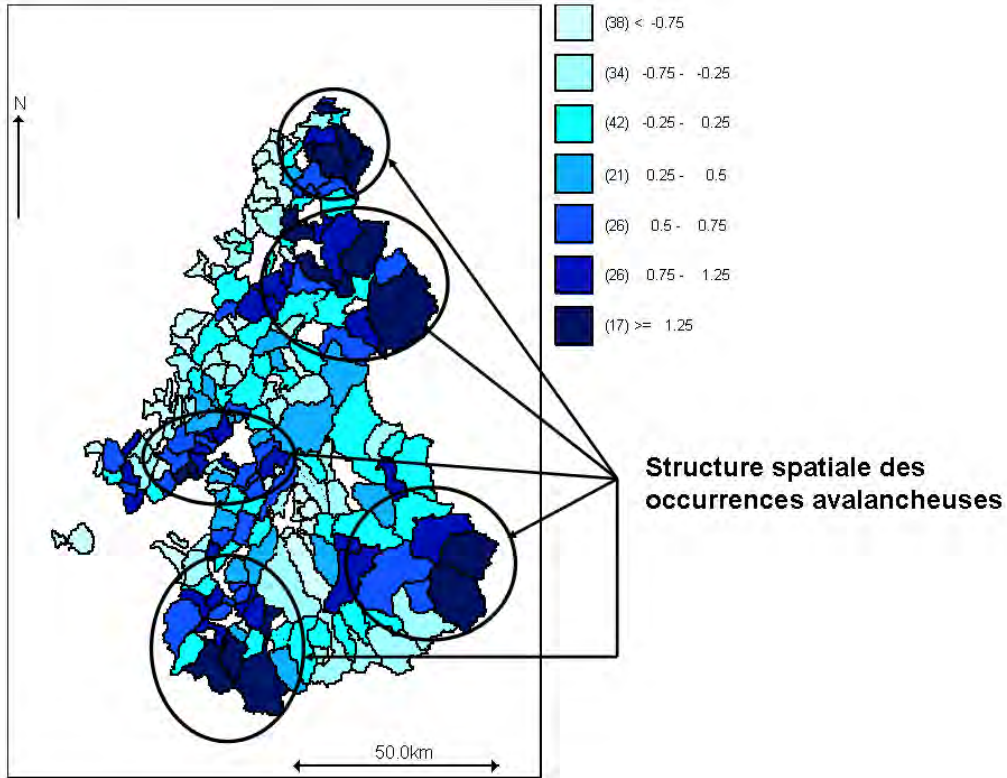 N
(38) < -0.75
(34) -0.75 - -0.25
(42) -0.25 - 0.25
(21) 0.25 - 0.5
(26) 0.5 - 0.75
(26) 0.75 - 1.25
(17) >= 1.25
Structure spatiale des
occurrences avalancheuses
50.0km